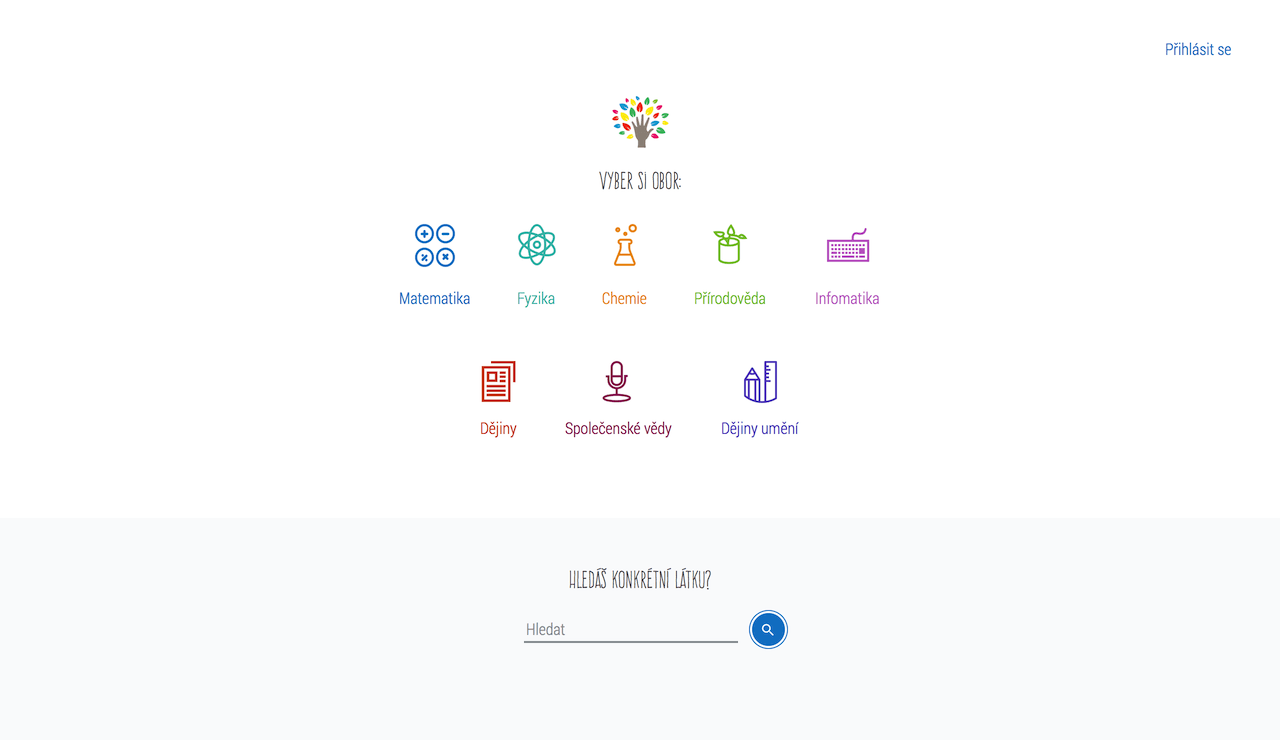 Přihlásit se
VYBER SI OBOR:
Matematika Fyzika Chemie Přírodověda Infomatika
Dějiny Společenské vědy Dějiny umění
HLEDÁŠ KONKRÉTNÍ LÁTKU?
Hledat